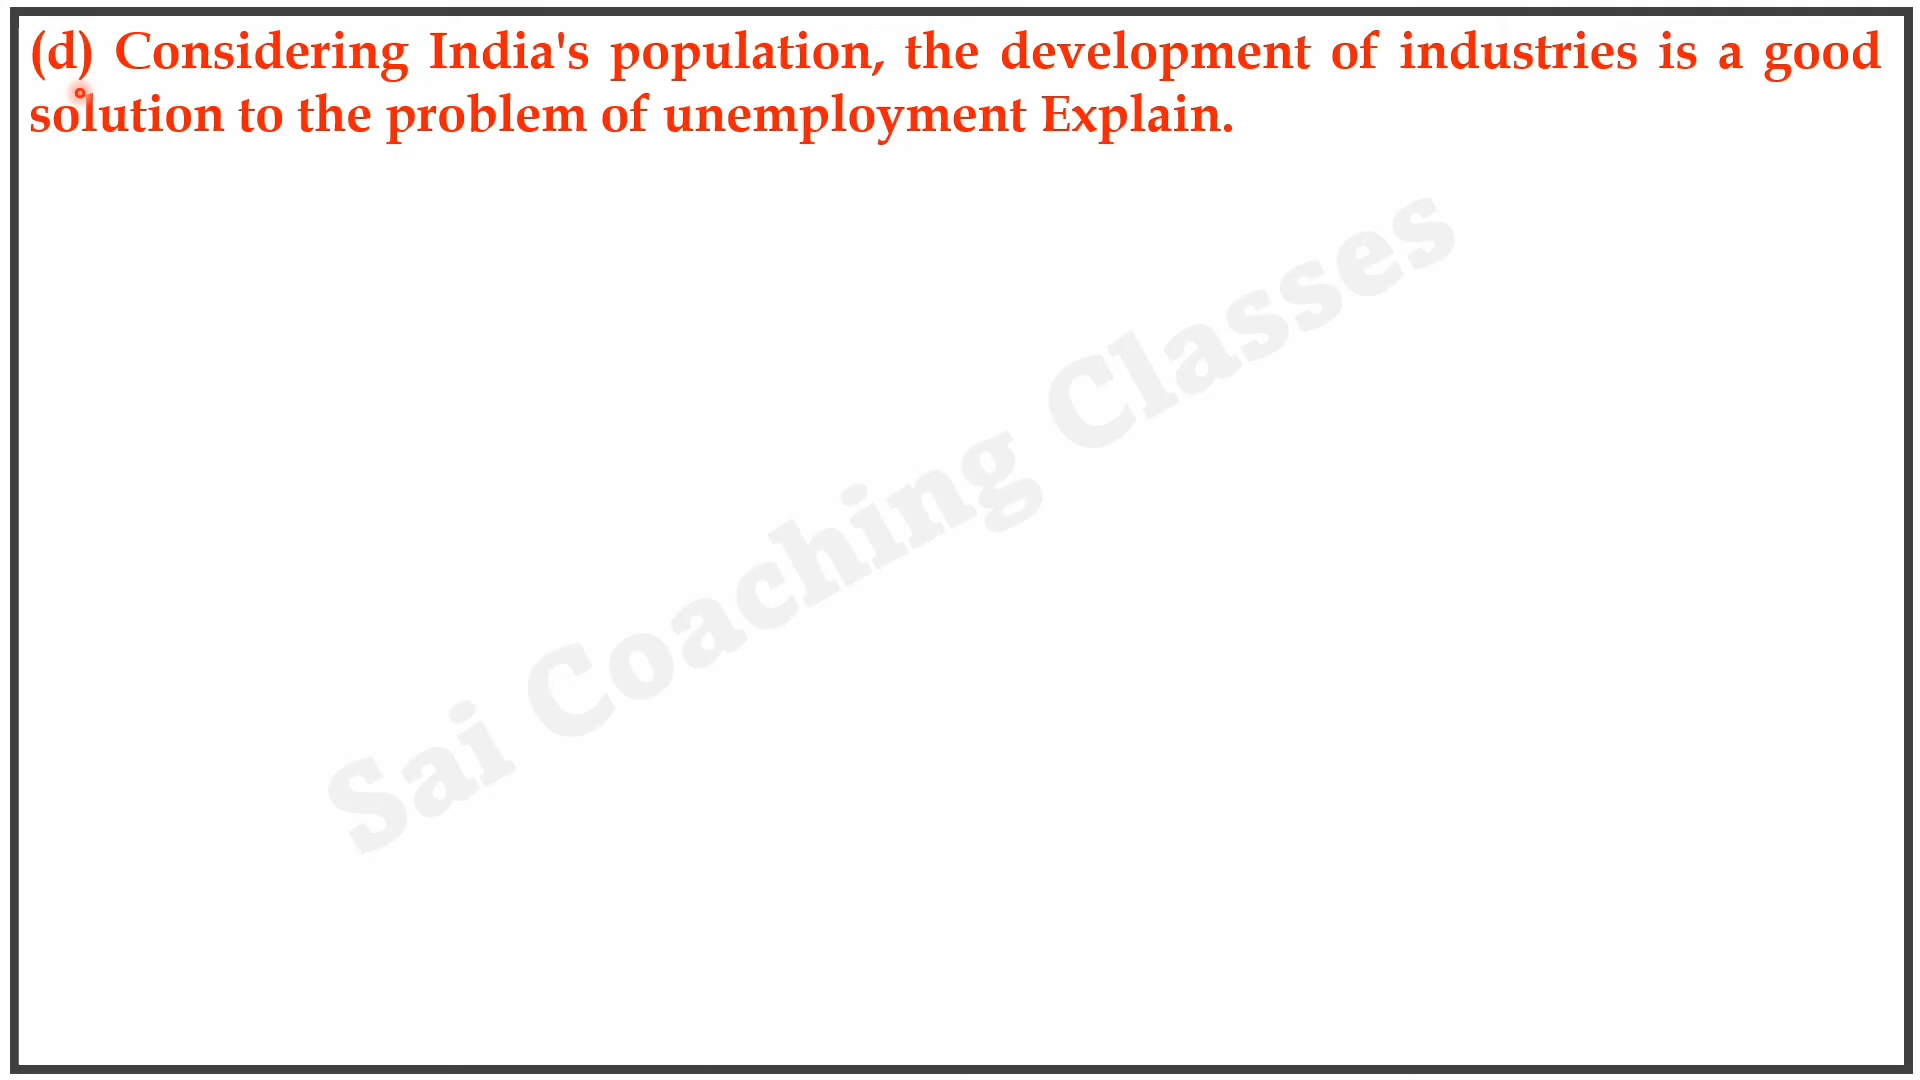 (d) Considering India's population, the development of industries is a good
solution to the problem of unemployment Explain.
Sai Coaching Classes